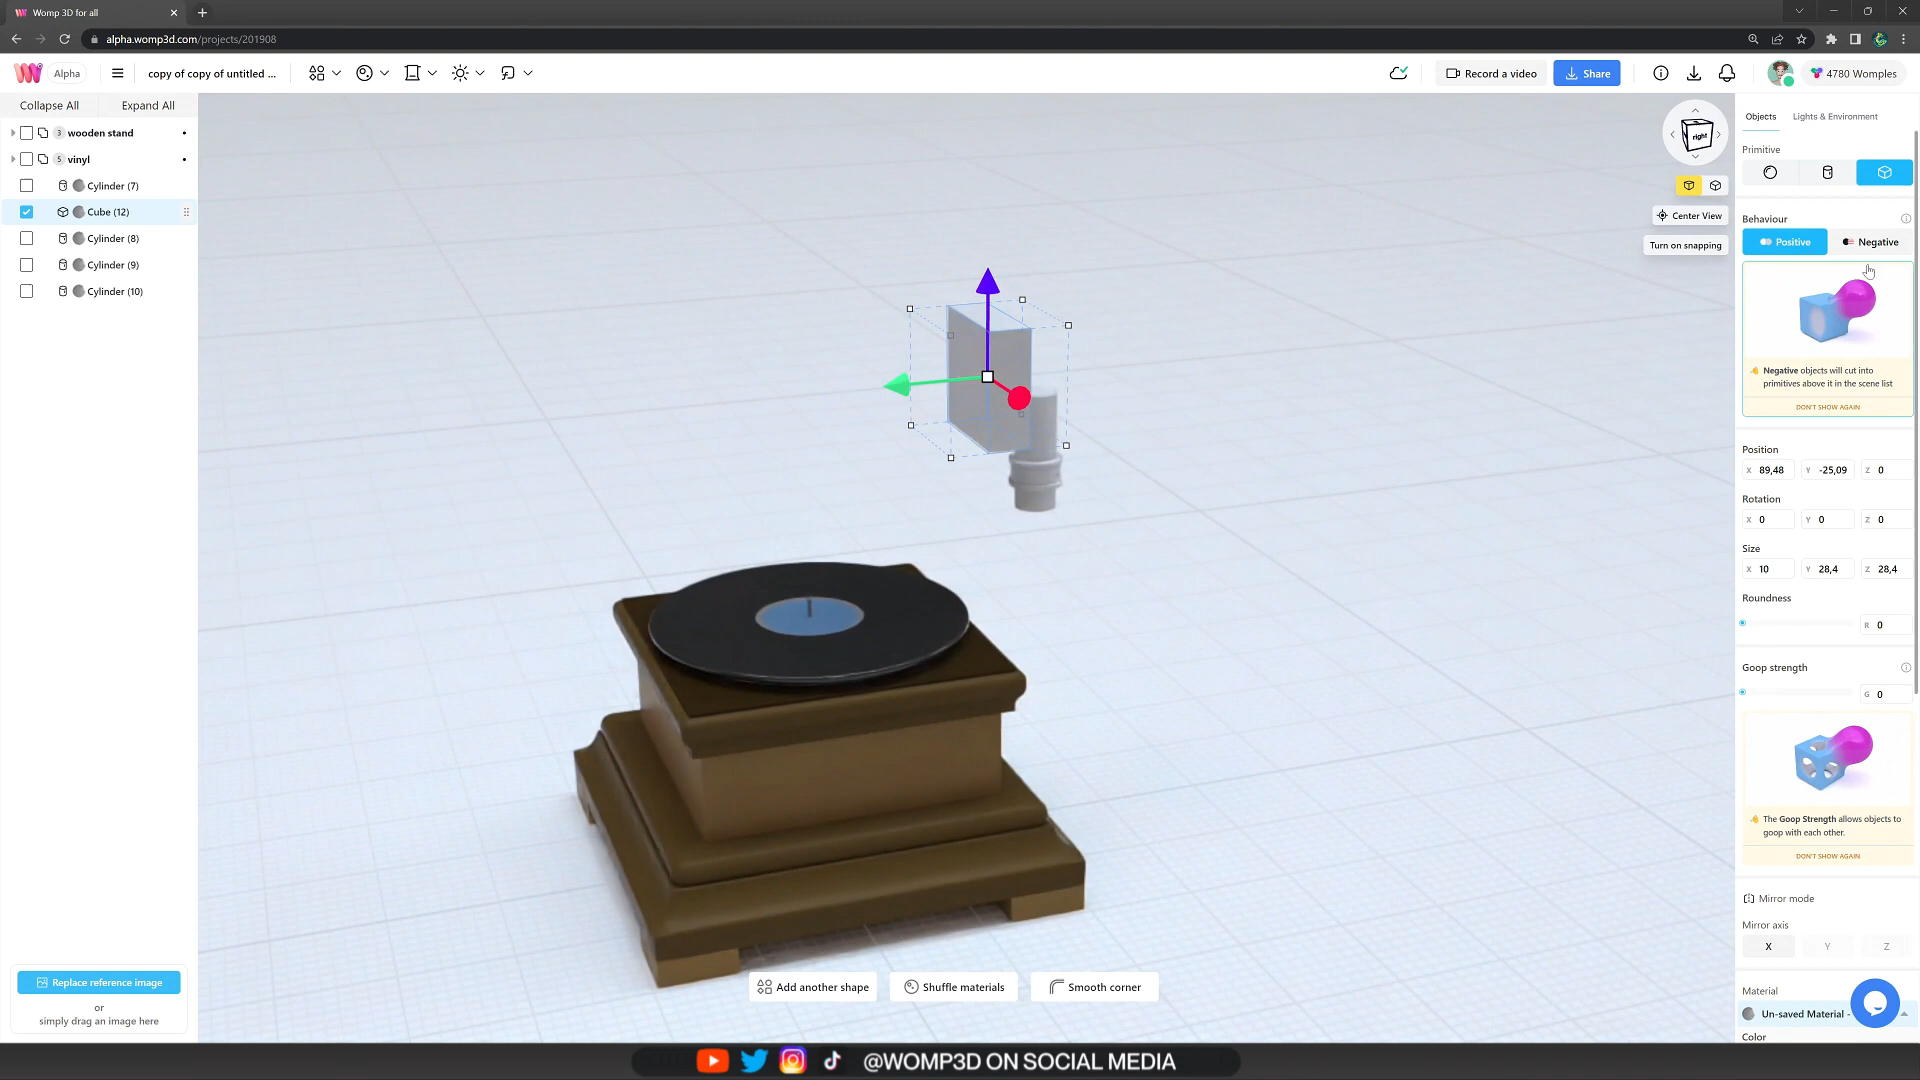 Womp 3D for all
alpha.womp3d.com/projects/201908
Alpha
copy of copy of untitled ...
Record a video
Share
4780 Womples
Collapse All
Expand All
3 wooden stand
5 vinyl
Cylinder (7)
Cube (12)
Cylinder (8)
Cylinder (9)
Cylinder (10)
Replace reference image
or
simply drag an image here
right
Center View
Turn on snapping
Add another shape
Shuffle materials
Smooth corner
Objects
Lights & Environment
Primitive
Behaviour
Positive
Negative
Negative objects will cut into
primitives above it in the scene list
DON'T SHOW AGAIN
Position
X 89,48 Y -25,09 Z 0
Rotation
X 0 Y 0 Z 0
Size
X 10 Y 28,4 Z 28,4
Roundness
R 0
Goop strength
G 0
The Goop Strength allows objects to
goop with each other.
DON'T SHOW AGAIN
Mirror mode
Mirror axis
X Y Z
Material
Un-saved Material -
Color
@WOMP3D ON SOCIAL MEDIA